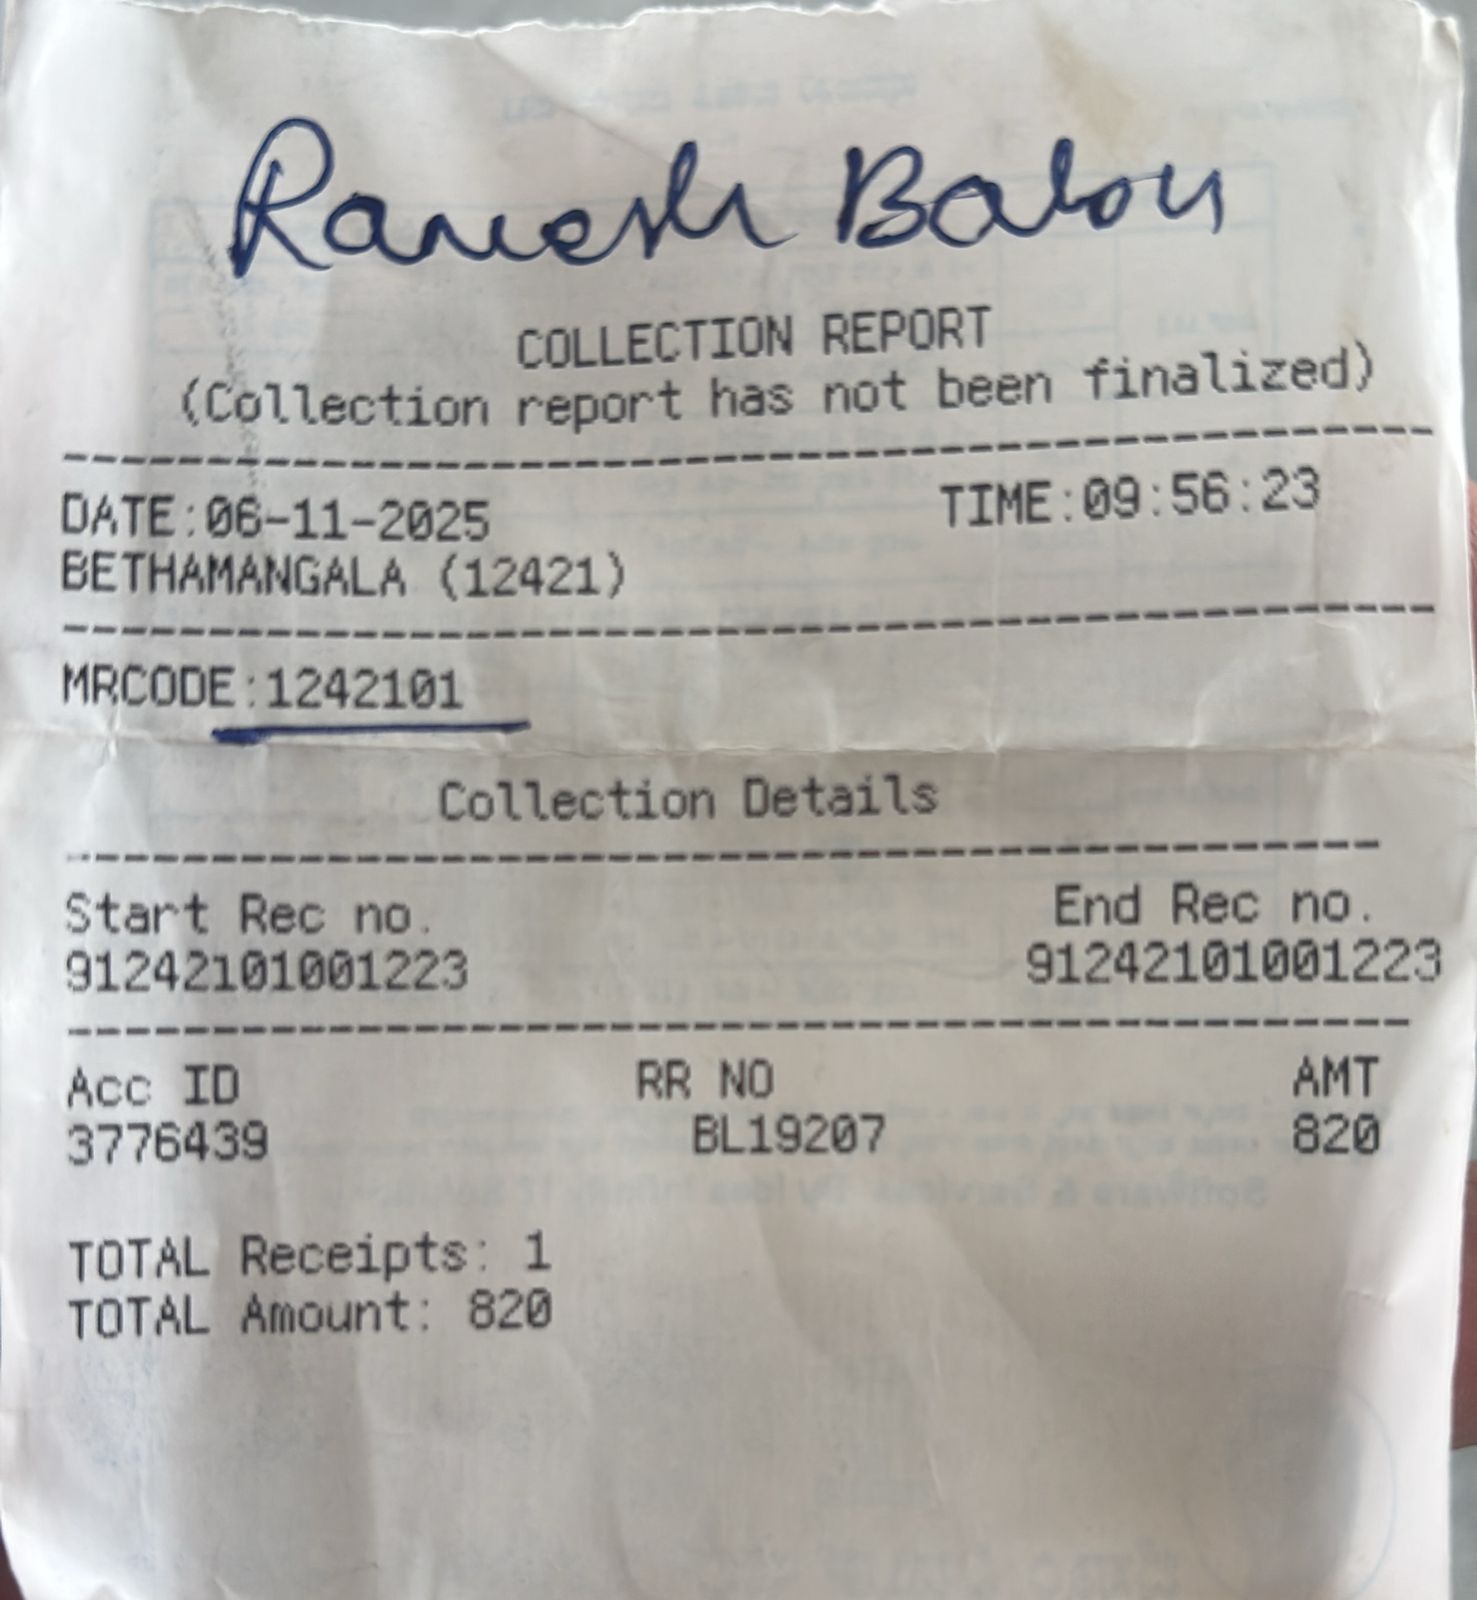 Ramesh Babu
COLLECTION REPORT
(Collection report has not been finalized)
DATE:06-11-2025 TIME:09:56:23
BETHAMANGALA (12421)
MRCODE:1242101
Collection Details
Start Rec no. End Rec no.
91242101001223 91242101001223
Acc ID RR NO AMT
3776439 BL19207 820
TOTAL Receipts: 1
TOTAL Amount: 820